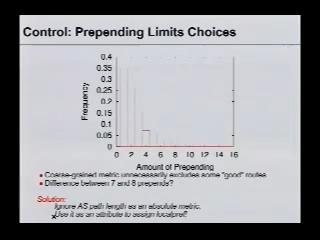 Control: Prepending Limits Choices
0.4
0.35
0.3
0.25
0.2
0.15
0.1
0.05
0
Frequency
0 2 4 6 8 10 12 14 16
Amount of Prepending
Coarse-grained metric unnecessarily excludes some "good" routes
Difference between 7 and 8 prepends?
Solution:
Ignore AS path length as an absolute metric.
Use it as an attribute to assign localpref!